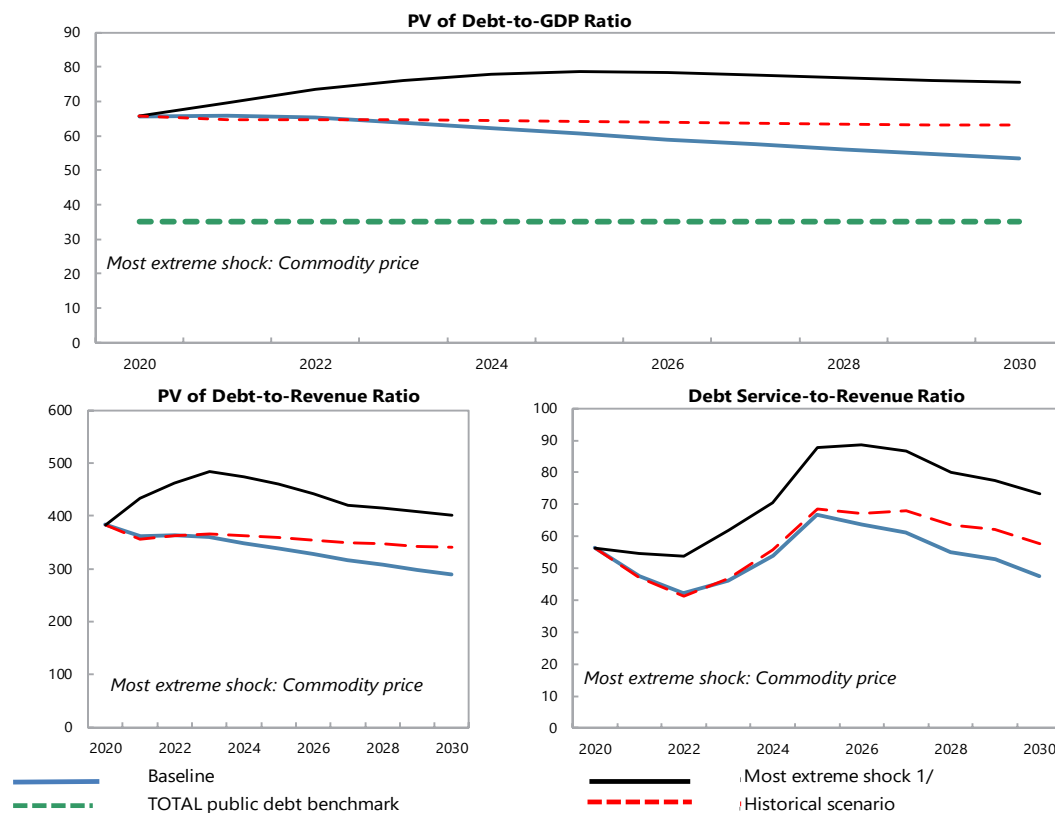 PV of Debt-to-GDP Ratio
90
80
70
60
50
40
30
20
10
0
Most extreme shock: Commodity price
2020 2022 2024 2026 2028 2030
PV of Debt-to-Revenue Ratio
600
500
400
300
200
100
0
Most extreme shock: Commodity price
2020 2022 2024 2026 2028 2030
Debt Service-to-Revenue Ratio
100
90
80
70
60
50
40
30
20
10
0
Most extreme shock: Commodity price
2020 2022 2024 2026 2028 2030
Baseline
TOTAL public debt benchmark
Most extreme shock 1/
Historical scenario